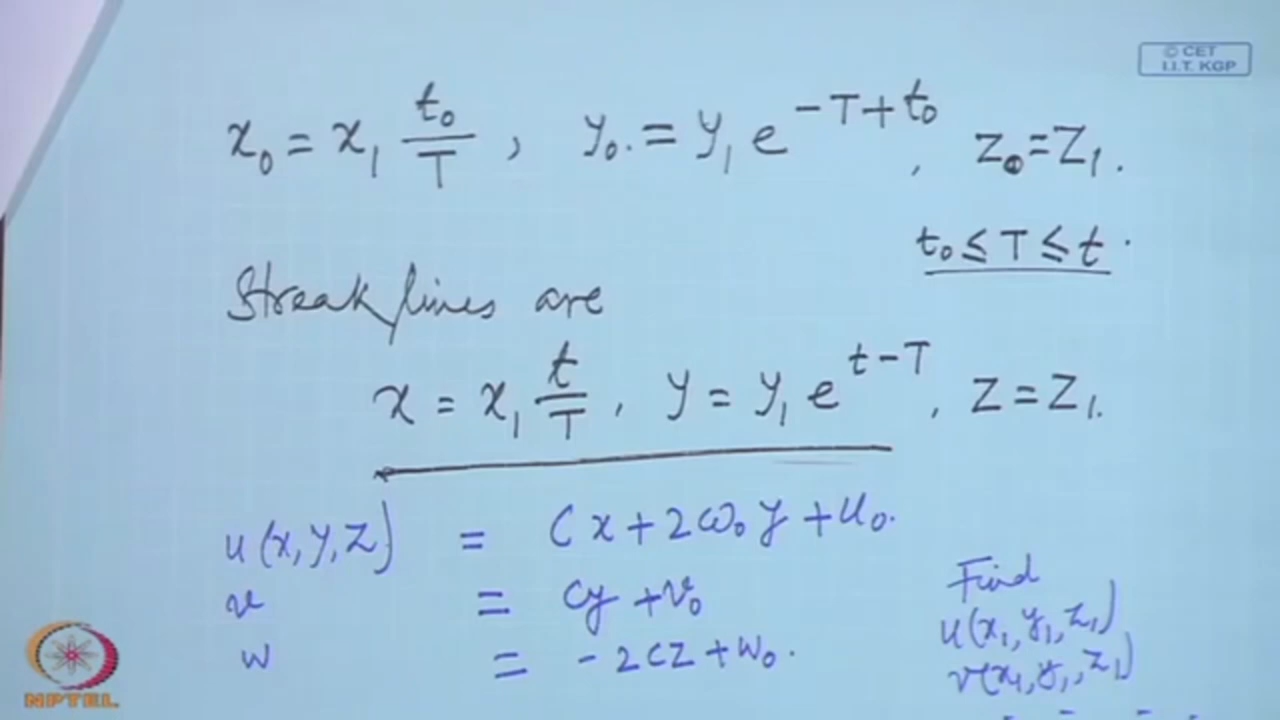 © CET
I.I.T. KGP
x₀ = x₁ t₀/T , y₀. = y₁ e^(-T+t₀) , z₀ = z₁.
t₀ ≤ T ≤ t .
Streak lines are
x = x₁ t/T , y = y₁ e^(t-T) , z = z₁.
u(x,y,z) = Cx + 2ω₀y + u₀.
v = Cy + v₀
w = -2Cz + w₀.
Find
u(x₁, y₁, z₁)
v(x₁, y₁, z₁)
NPTEL